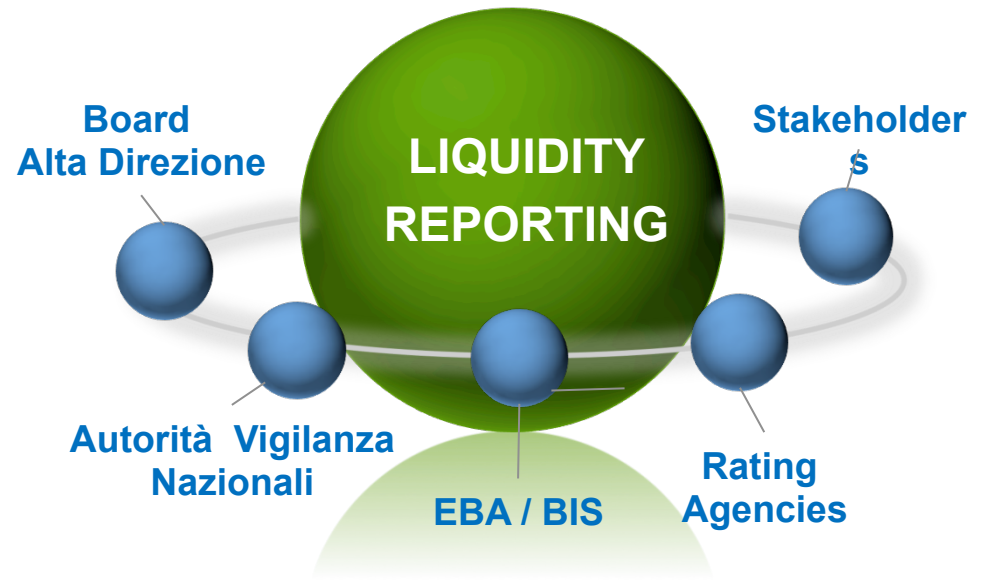 Board
Alta Direzione
LIQUIDITY
REPORTING
Stakeholder
s
Autorità Vigilanza
Nazionali
EBA / BIS
Rating
Agencies